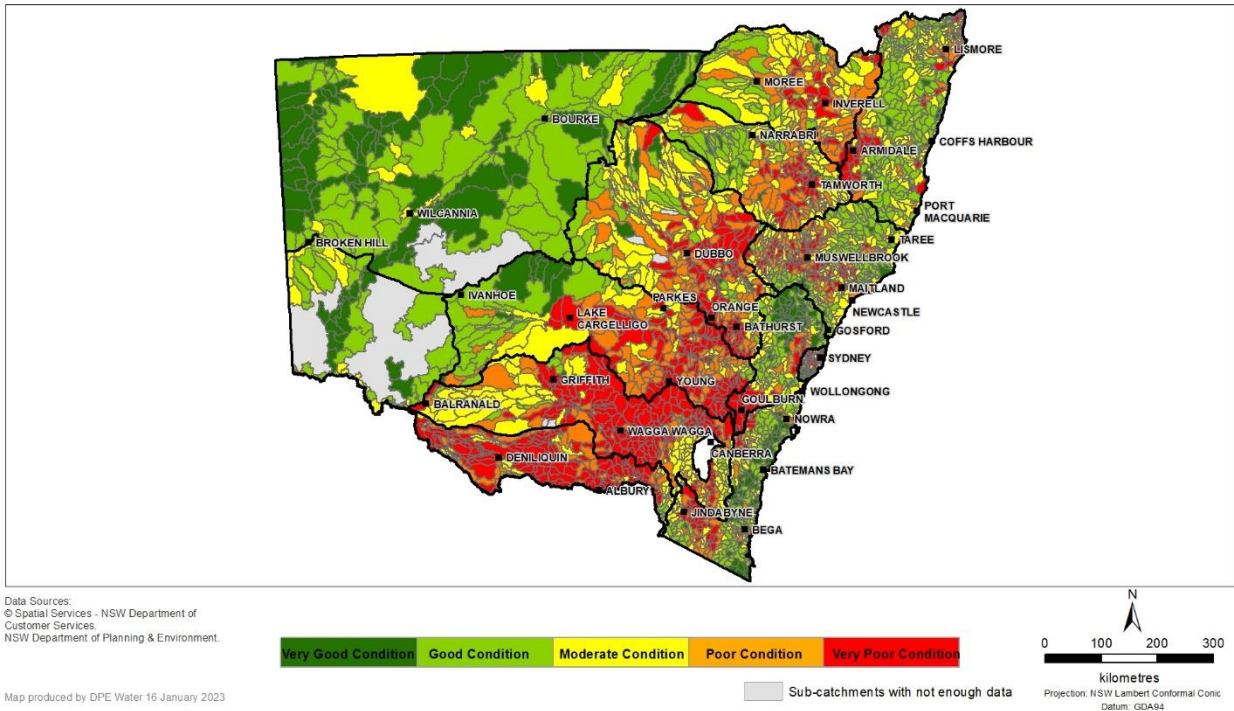 LISMORE
MOREE
INVERELL
BOURKE
NARRABRI
ARMIDALE
COFFS HARBOUR
TAMWORTH
WILCANNIA
PORT
MACQUARIE
TAREE
BROKEN HILL
DUBBO
MUSWELLBROOK
MAITLAND
IVANHOE
PARKES
ORANGE
NEWCASTLE
LAKE
CARGELLIGO
BATHURST
GOSFORD
SYDNEY
GRIFFITH
YOUNG
WOLLONGONG
BALRANALD
GOULBURN
NOWRA
WAGGA WAGGA
CANBERRA
DENILIQUIN
BATEMANS BAY
ALBURY
JINDABYNE
BEGA
Data Sources:
© Spatial Services - NSW Department of
Customer Services.
NSW Department of Planning & Environment.
Map produced by DPE Water 16 January 2023
Very Good Condition
Good Condition
Moderate Condition
Poor Condition
Very Poor Condition
Sub-catchments with not enough data
N
0 100 200 300
kilometres
Projection: NSW Lambert Conformal Conic
Datum: GDA94